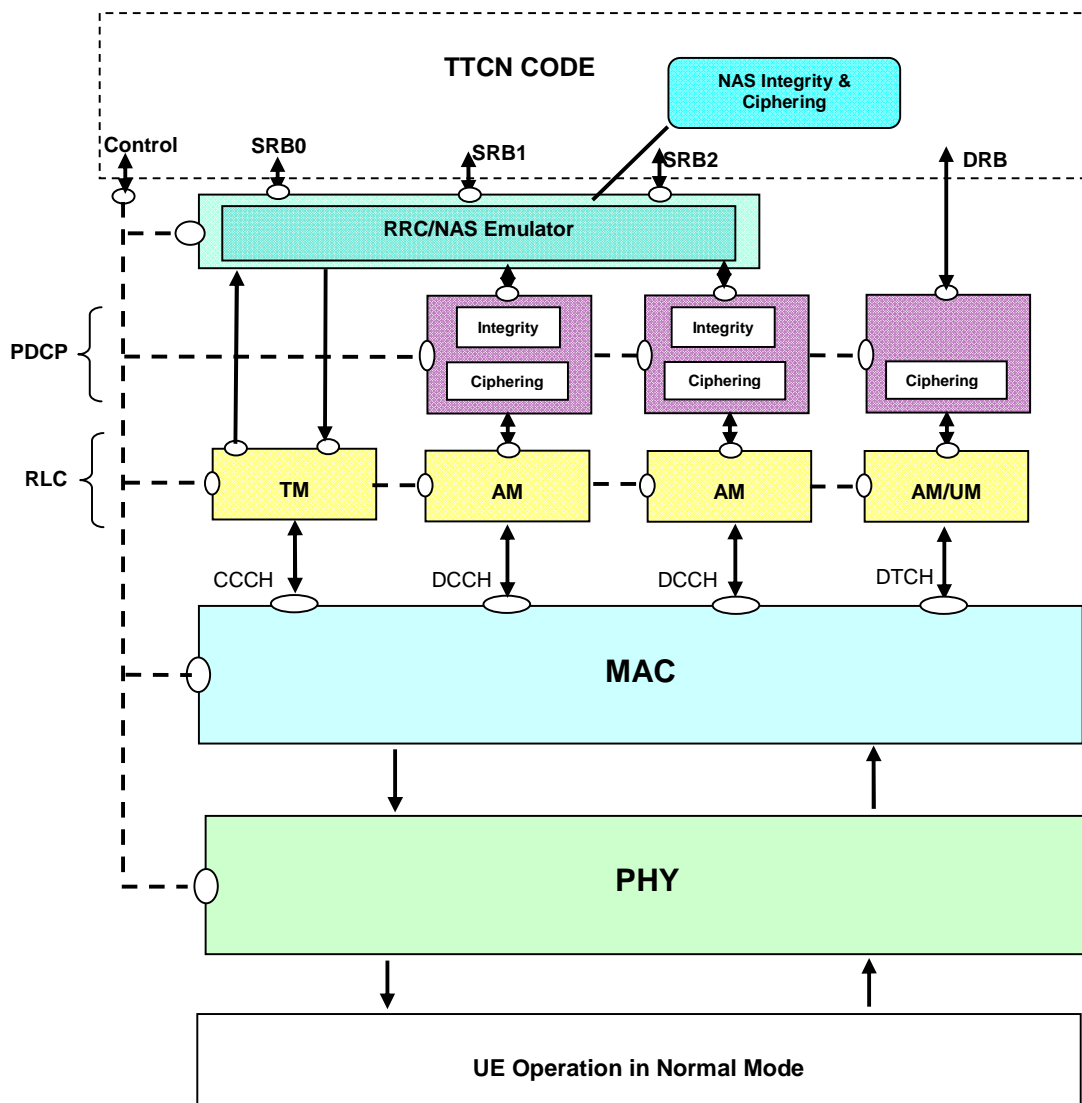 TTCN CODE
NAS Integrity &
Ciphering
Control
SRB0
SRB1
SRB2
DRB
RRC/NAS Emulator
PDCP
Integrity
Ciphering
Integrity
Ciphering
Ciphering
RLC
TM
AM
AM
AM/UM
CCCH
DCCH
DCCH
DTCH
MAC
PHY
UE Operation in Normal Mode